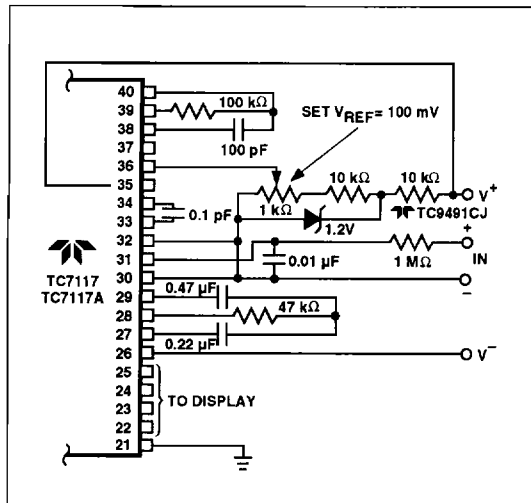 40
39
38
37
36
35
34
33
32
31
30
29
28
27
26
25
24
23
22
21
TC7117
TC7117A
100 kΩ
100 pF
SET VREF = 100 mV
1 kΩ
10 kΩ
10 kΩ
V+
TC9491CJ
1.2V
0.1 pF
+
IN
1 MΩ
0.01 µF
–
0.47 µF
47 kΩ
0.22 µF
V–
TO DISPLAY